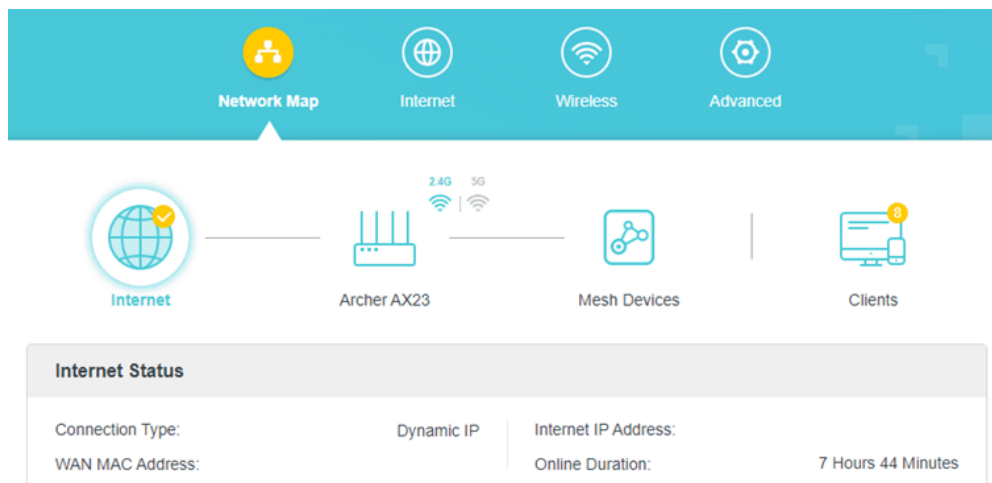 Network Map Internet Wireless Advanced
2.4G 5G
8
Internet Archer AX23 Mesh Devices Clients
Internet Status
Connection Type: Dynamic IP Internet IP Address:
WAN MAC Address: Online Duration: 7 Hours 44 Minutes